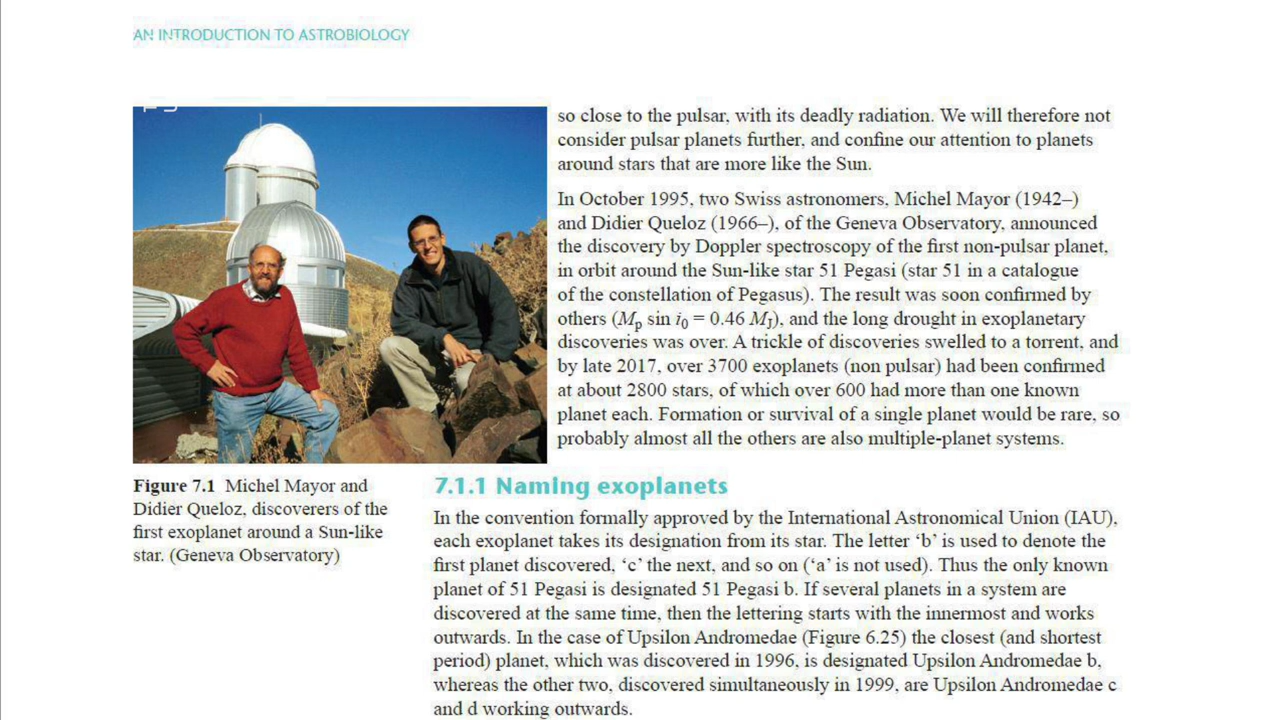 AN INTRODUCTION TO ASTROBIOLOGY
so close to the pulsar, with its deadly radiation. We will therefore not
consider pulsar planets further, and confine our attention to planets
around stars that are more like the Sun.
In October 1995, two Swiss astronomers, Michel Mayor (1942–)
and Didier Queloz (1966–), of the Geneva Observatory, announced
the discovery by Doppler spectroscopy of the first non-pulsar planet,
in orbit around the Sun-like star 51 Pegasi (star 51 in a catalogue
of the constellation of Pegasus). The result was soon confirmed by
others (Mp sin i0 = 0.46 MJ), and the long drought in exoplanetary
discoveries was over. A trickle of discoveries swelled to a torrent, and
by late 2017, over 3700 exoplanets (non pulsar) had been confirmed
at about 2800 stars, of which over 600 had more than one known
planet each. Formation or survival of a single planet would be rare, so
probably almost all the others are also multiple-planet systems.
Figure 7.1 Michel Mayor and
Didier Queloz, discoverers of the
first exoplanet around a Sun-like
star. (Geneva Observatory)
7.1.1 Naming exoplanets
In the convention formally approved by the International Astronomical Union (IAU),
each exoplanet takes its designation from its star. The letter ‘b’ is used to denote the
first planet discovered, ‘c’ the next, and so on (‘a’ is not used). Thus the only known
planet of 51 Pegasi is designated 51 Pegasi b. If several planets in a system are
discovered at the same time, then the lettering starts with the innermost and works
outwards. In the case of Upsilon Andromedae (Figure 6.25) the closest (and shortest
period) planet, which was discovered in 1996, is designated Upsilon Andromedae b,
whereas the other two, discovered simultaneously in 1999, are Upsilon Andromedae c
and d working outwards.